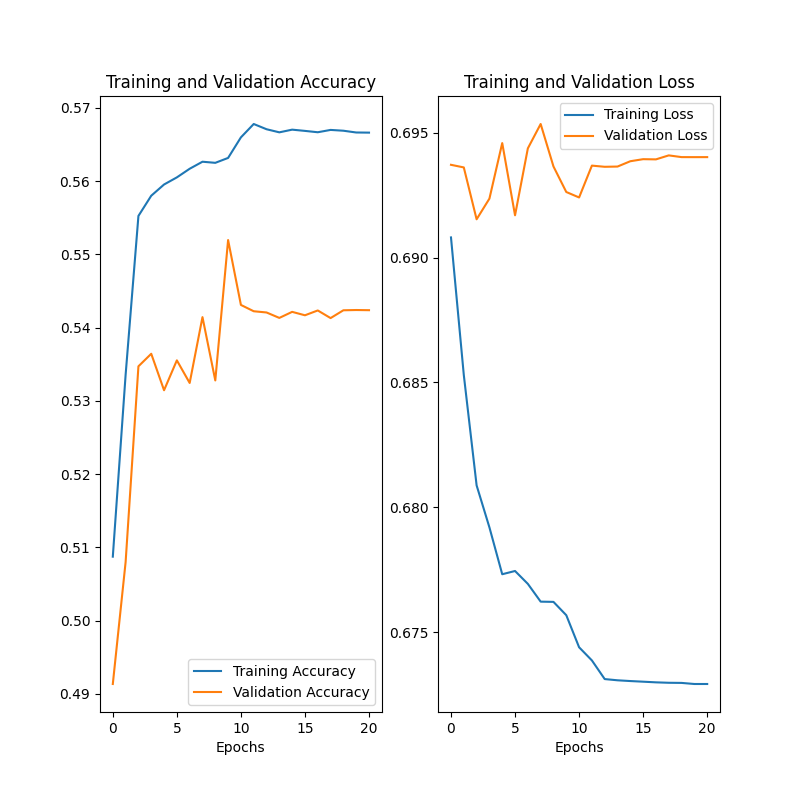 Training and Validation Accuracy
0.57
0.56
0.55
0.54
0.53
0.52
0.51
0.50
0.49
Training Accuracy
Validation Accuracy
0 5 10 15 20
Epochs
Training and Validation Loss
Training Loss
Validation Loss
0.695
0.690
0.685
0.680
0.675
0 5 10 15 20
Epochs